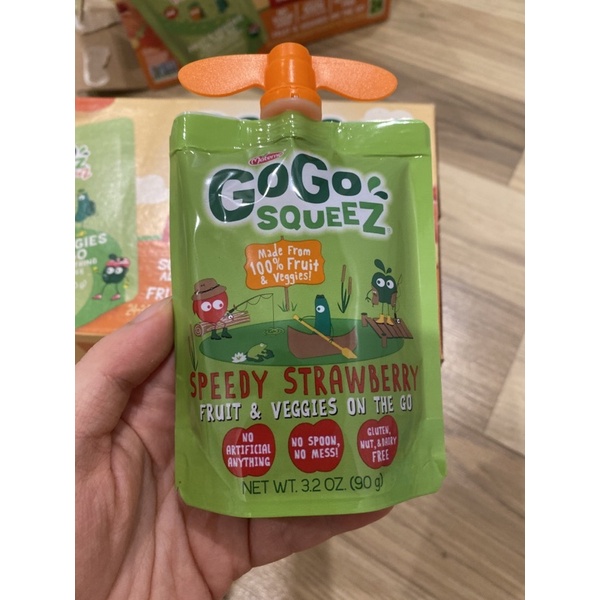 Materne
GoGo
SQUEEZ
Made From
100% Fruit
& Veggies!
SPEEDY STRAWBERRY
FRUIT & VEGGIES ON THE GO
NO
ARTIFICIAL
ANYTHING
NO SPOON,
NO MESS!
GLUTEN,
NUT, & DAIRY
FREE
NET WT. 3.2 OZ. (90 g)